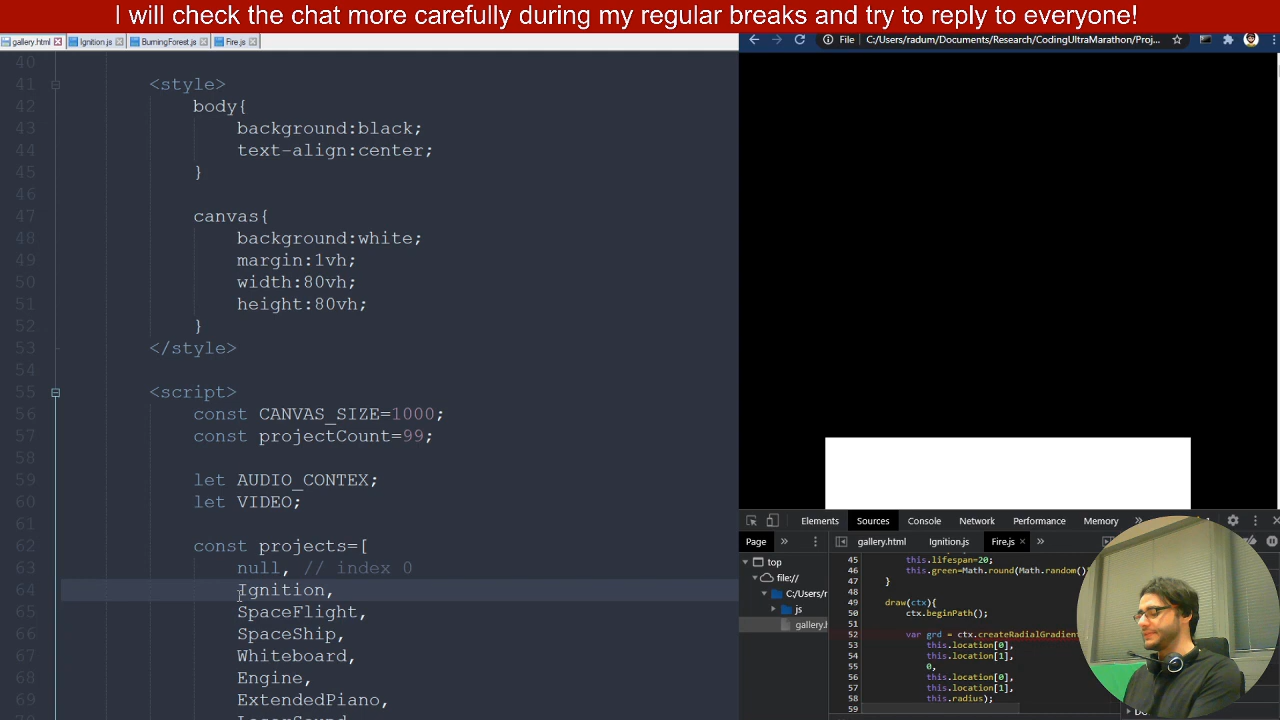 I will check the chat more carefully during my regular breaks and try to reply to everyone!
gallery.html Ignition.js BurningForest.js Fire.js
File C:/Users/radum/Documents/Research/CodingUltraMarathon/Proj...
40
41 <style>
42 body{
43 background:black;
44 text-align:center;
45 }
46
47 canvas{
48 background:white;
49 margin:1vh;
50 width:80vh;
51 height:80vh;
52 }
53 </style>
54
55 <script>
56 const CANVAS_SIZE=1000;
57 const projectCount=99;
58
59 let AUDIO_CONTEX;
60 let VIDEO;
61
62 const projects=[
63 null, // index 0
64 Ignition,
65 SpaceFlight,
66 SpaceShip,
67 Whiteboard,
68 Engine,
69 ExtendedPiano,
Elements Sources Console Network Performance Memory »
Page » gallery.html Ignition.js Fire.js »
top
file://
C:/Users/r
js
gallery.h
45 this.lifespan=20;
46 this.green=Math.round(Math.random()
47 }
48
49 draw(ctx){
50 ctx.beginPath();
51
52 var grd = ctx.createRadialGradient
53 this.location[0],
54 this.location[1],
55 0,
56 this.location[0],
57 this.location[1],
58 this.radius);
59